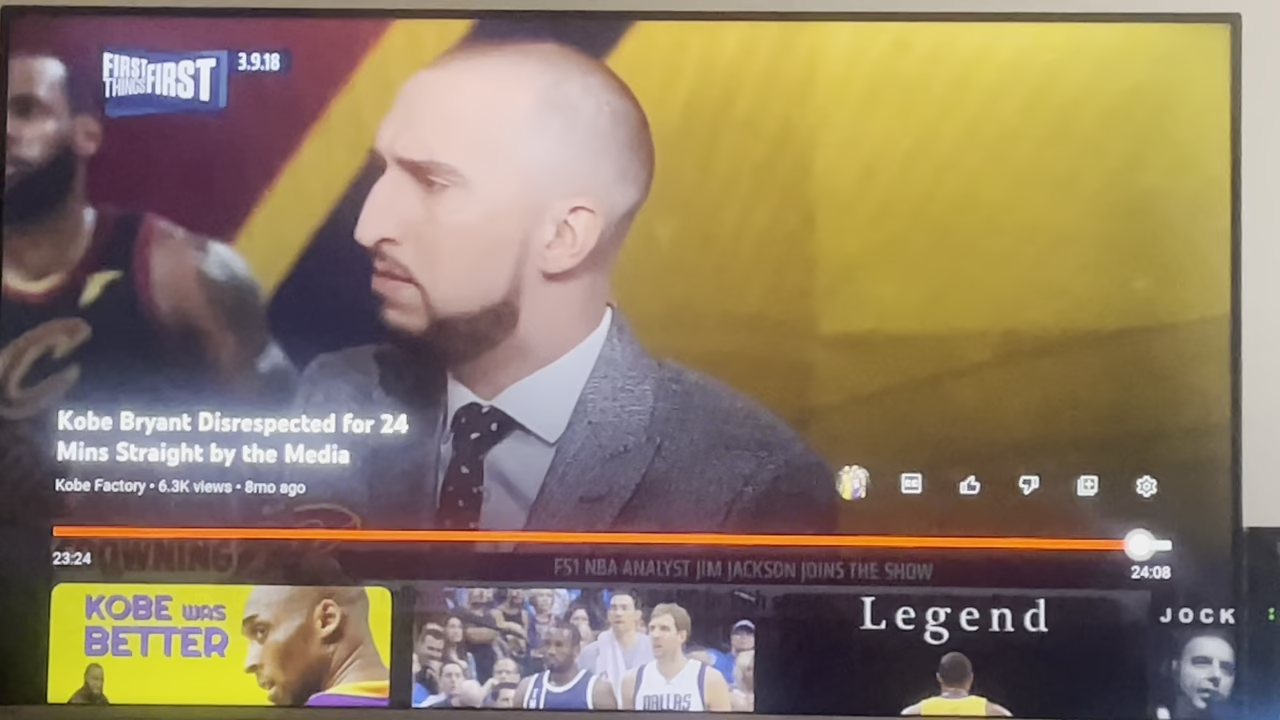 FIRST
THINGS FIRST
3.9.18
Kobe Bryant Disrespected for 24
Mins Straight by the Media
Kobe Factory • 6.3K views • 8mo ago
CC
23:24
24:08
OWNING
FS1 NBA ANALYST JIM JACKSON JOINS THE SHOW
KOBE WAS
BETTER
DALLAS
Legend
JOCK